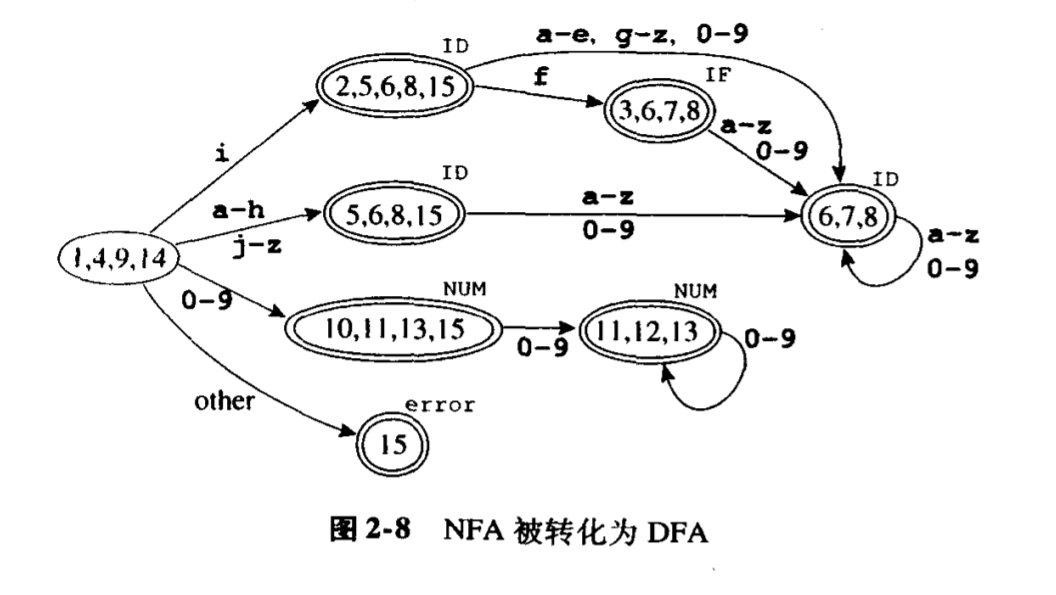 a-e, g-z, 0-9
ID
2,5,6,8,15
f
IF
3,6,7,8
a-z
0-9
i
ID
a-h
j-z
5,6,8,15
a-z
0-9
ID
6,7,8
a-z
0-9
1,4,9,14
0-9
NUM
10,11,13,15
0-9
NUM
11,12,13
0-9
other
error
15
图 2-8 NFA 被转化为 DFA